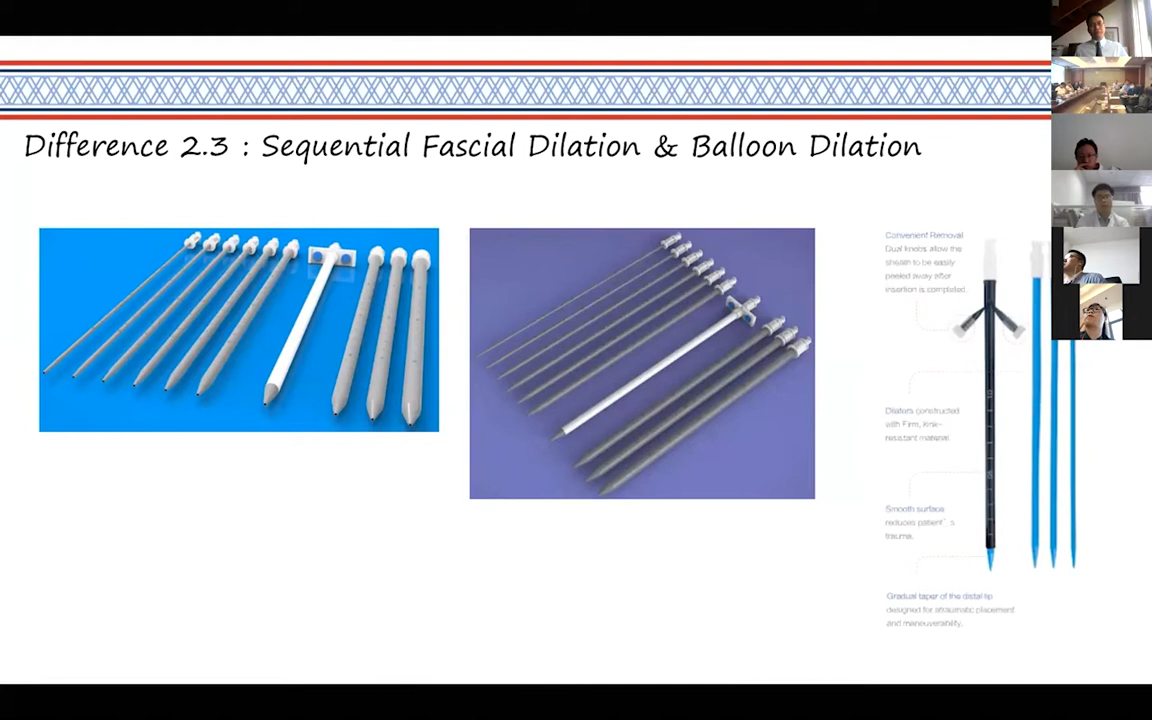 Difference 2.3 : Sequential Fascial Dilation & Balloon Dilation
Convenient Removal
Dual knobs allow the
sheath to be easily
peeled away after
insertion is completed.
Dilators constructed
with Firm, kink-
resistant material.
Smooth surface
reduces patient's
trauma.
Gradual taper of the distal tip
designed for atraumatic placement
and maneuverability.